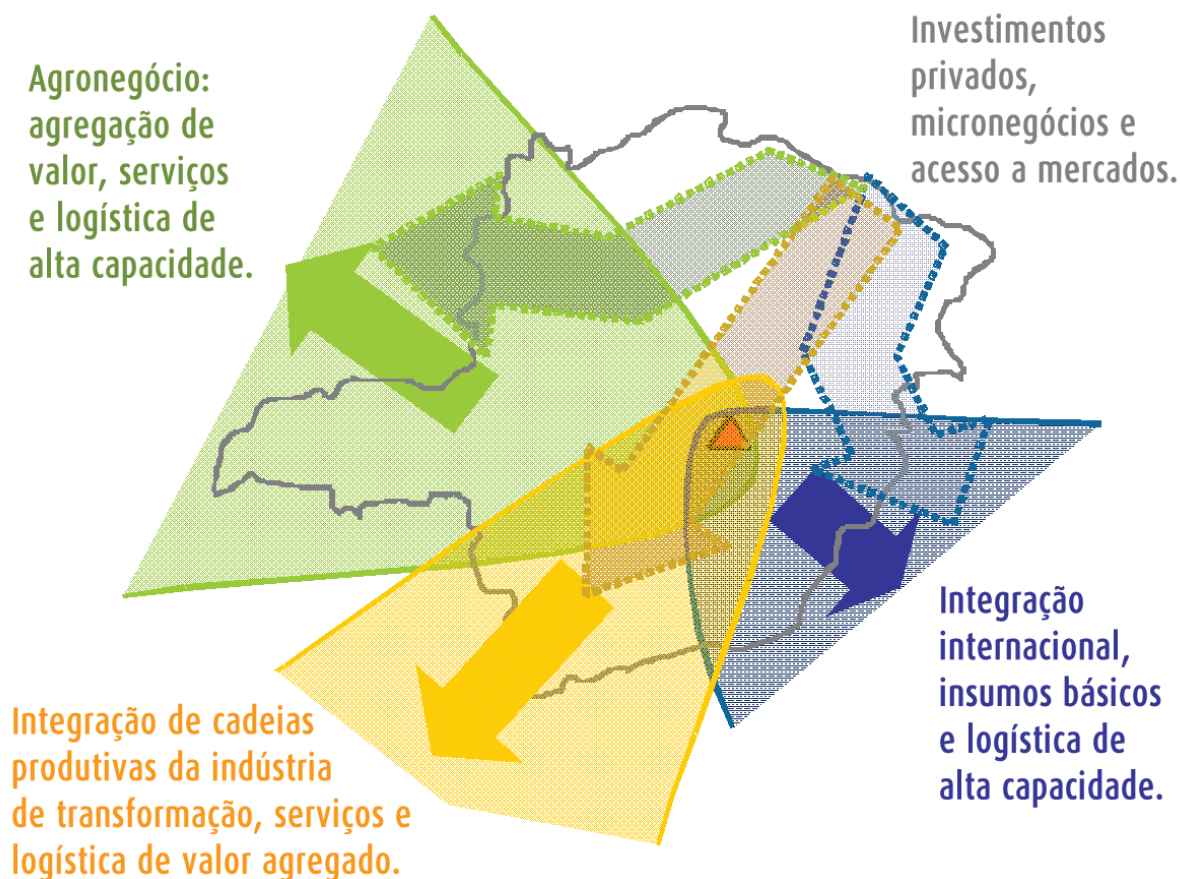 Agronegócio:
agregação de
valor, serviços
e logística de
alta capacidade.
Investimentos
privados,
micronegócios e
acesso a mercados.
Integração
internacional,
insumos básicos
e logística de
alta capacidade.
Integração de cadeias
produtivas da indústria
de transformação, serviços e
logística de valor agregado.